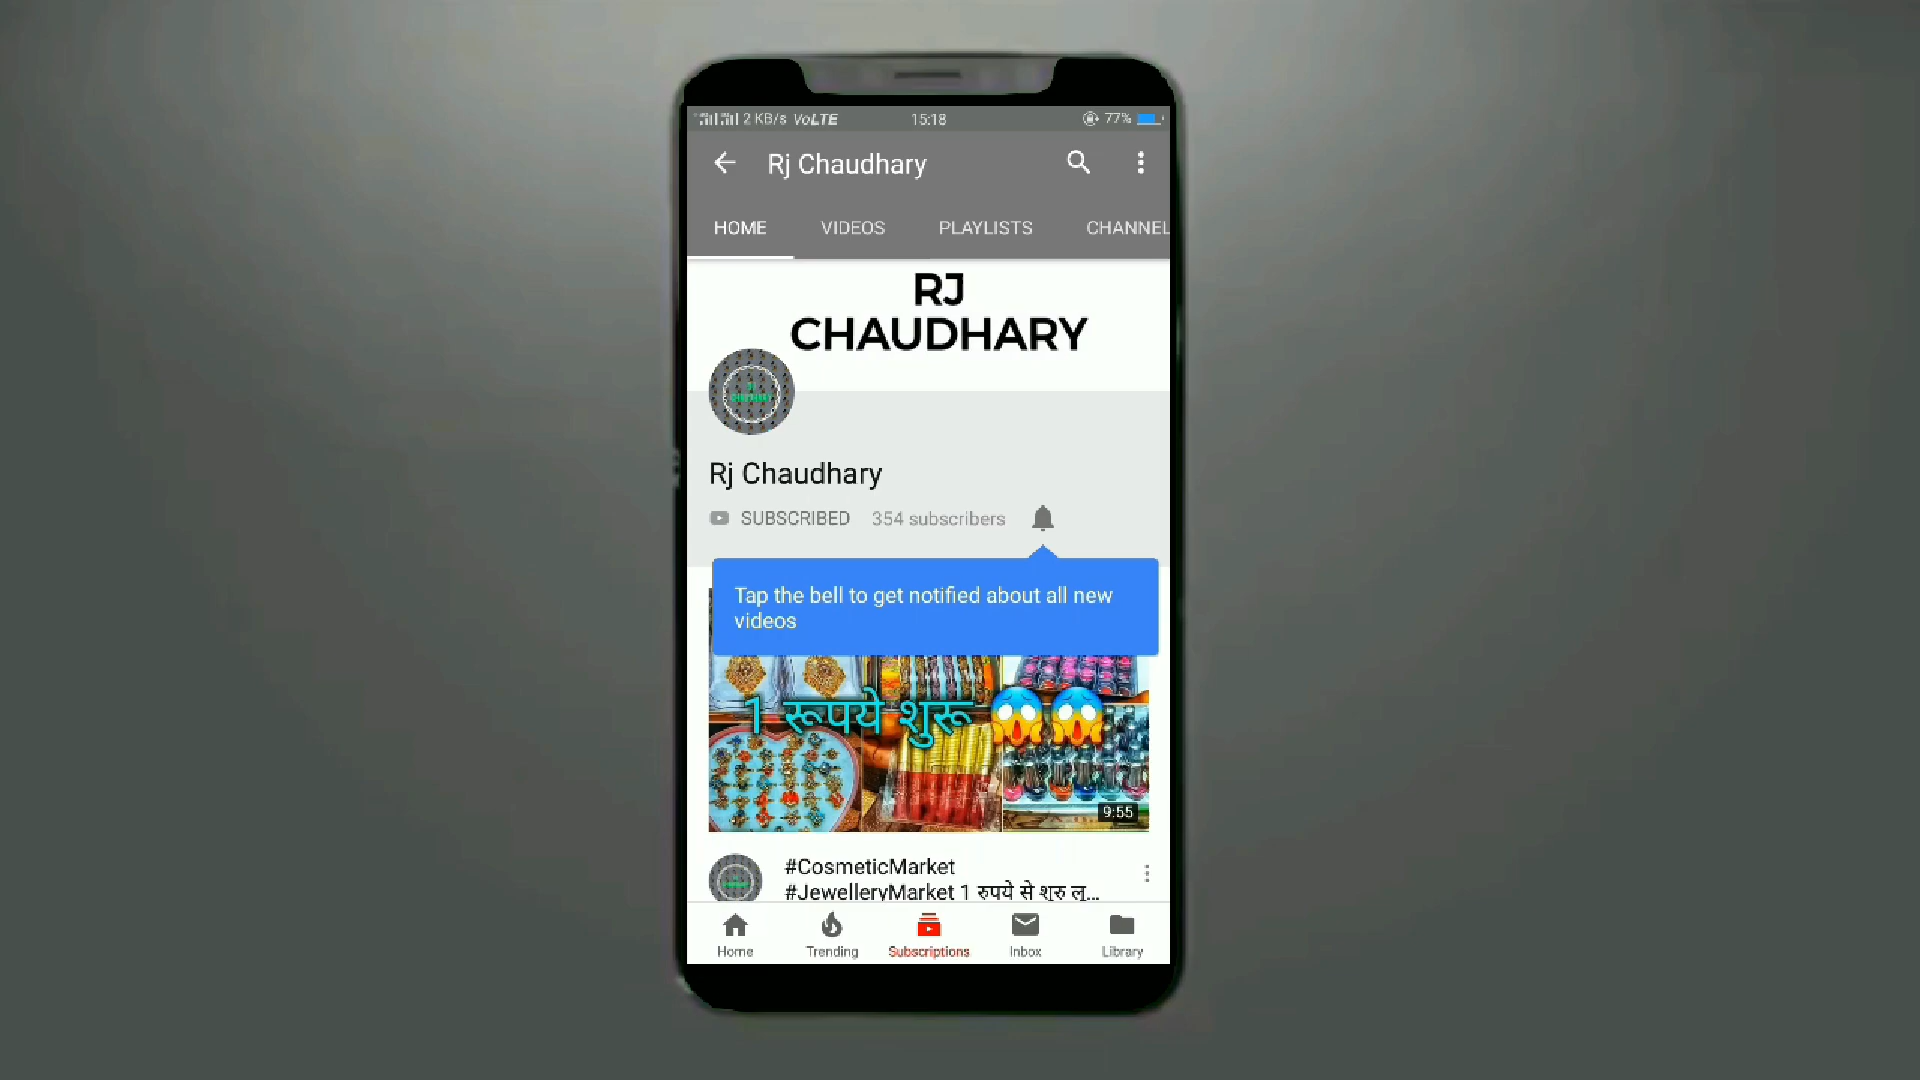 2 KB/s VoLTE 15:18 77%
Rj Chaudhary
HOME VIDEOS PLAYLISTS CHANNEL
RJ
CHAUDHARY
Rj Chaudhary
SUBSCRIBED 354 subscribers
Tap the bell to get notified about all new
videos
1 रूपये शुरू
9:55
#CosmeticMarket
#JewelleryMarket 1 रुपये से शुरु लू...
Home Trending Subscriptions Inbox Library